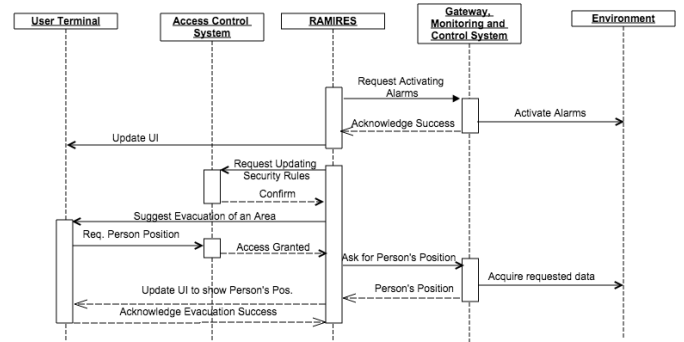 User Terminal
Access Control
System
RAMIRES
Gateway,
Monitoring and
Control System
Environment
Request Activating
Alarms
Activate Alarms
Acknowledge Success
Update UI
Request Updating
Security Rules
Confirm
Suggest Evacuation of an Area
Req. Person Position
Access Granted
Ask for Person's Position
Acquire requested data
Person's Position
Update UI to show Person's Pos.
Acknowledge Evacuation Success